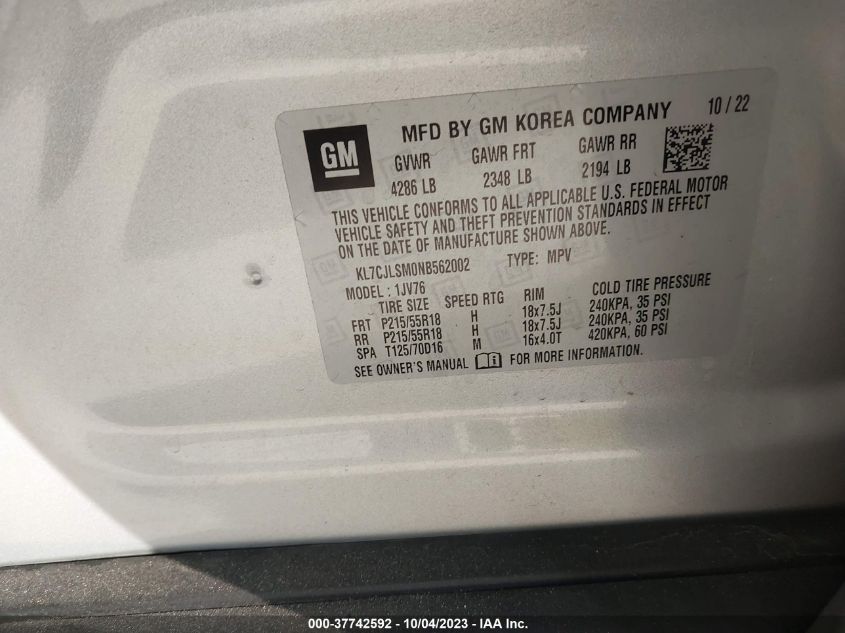 GM
MFD BY GM KOREA COMPANY 10 / 22
GVWR GAWR FRT GAWR RR
4286 LB 2348 LB 2194 LB
THIS VEHICLE CONFORMS TO ALL APPLICABLE U.S. FEDERAL MOTOR
VEHICLE SAFETY AND THEFT PREVENTION STANDARDS IN EFFECT
ON THE DATE OF MANUFACTURE SHOWN ABOVE.
KL7CJLSM0NB562002 TYPE: MPV
MODEL : 1JV76
TIRE SIZE SPEED RTG RIM COLD TIRE PRESSURE
FRT P215/55R18 H 18x7.5J 240KPA, 35 PSI
RR P215/55R18 H 18x7.5J 240KPA, 35 PSI
SPA T125/70D16 M 16x4.0T 420KPA, 60 PSI
SEE OWNER'S MANUAL FOR MORE INFORMATION.
000-37742592 - 10/04/2023 - IAA Inc.